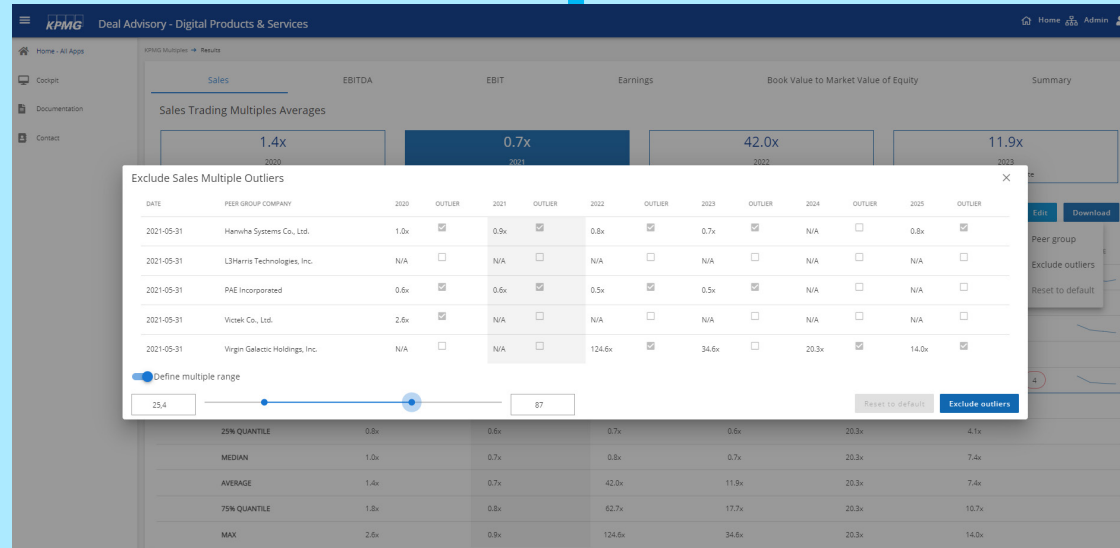 KPMG Deal Advisory - Digital Products & Services Home Admin
Home - All Apps
Cockpit
Documentation
Contact
KPMG Multiples → Results
Sales EBITDA EBIT Earnings Book Value to Market Value of Equity Summary
Sales Trading Multiples Averages
1.4x 0.7x 42.0x 11.9x
2020 2021 2022 2023
Edit Download
Peer group
Exclude outliers
Reset to default
4
Exclude Sales Multiple Outliers
DATE PEER GROUP COMPANY 2020 OUTLIER 2021 OUTLIER 2022 OUTLIER 2023 OUTLIER 2024 OUTLIER 2025 OUTLIER
2021-05-31 Hanwha Systems Co., Ltd. 1.0x 0.9x 0.8x 0.7x N/A 0.8x
2021-05-31 L3Harris Technologies, Inc. N/A N/A N/A N/A N/A N/A
2021-05-31 PAE Incorporated 0.6x 0.6x 0.5x 0.5x N/A N/A
2021-05-31 Victek Co., Ltd. 2.6x N/A N/A N/A N/A N/A
2021-05-31 Virgin Galactic Holdings, Inc. N/A N/A 124.6x 34.6x 20.3x 14.0x
Define multiple range
25,4 87 Reset to default Exclude outliers
25% QUANTILE 0.8x 0.6x 0.7x 0.6x 20.3x 4.1x
MEDIAN 1.0x 0.7x 0.8x 0.7x 20.3x 7.4x
AVERAGE 1.4x 0.7x 42.0x 11.9x 20.3x 7.4x
75% QUANTILE 1.8x 0.8x 62.7x 17.7x 20.3x 10.7x
MAX 2.6x 0.9x 124.6x 34.6x 20.3x 14.0x